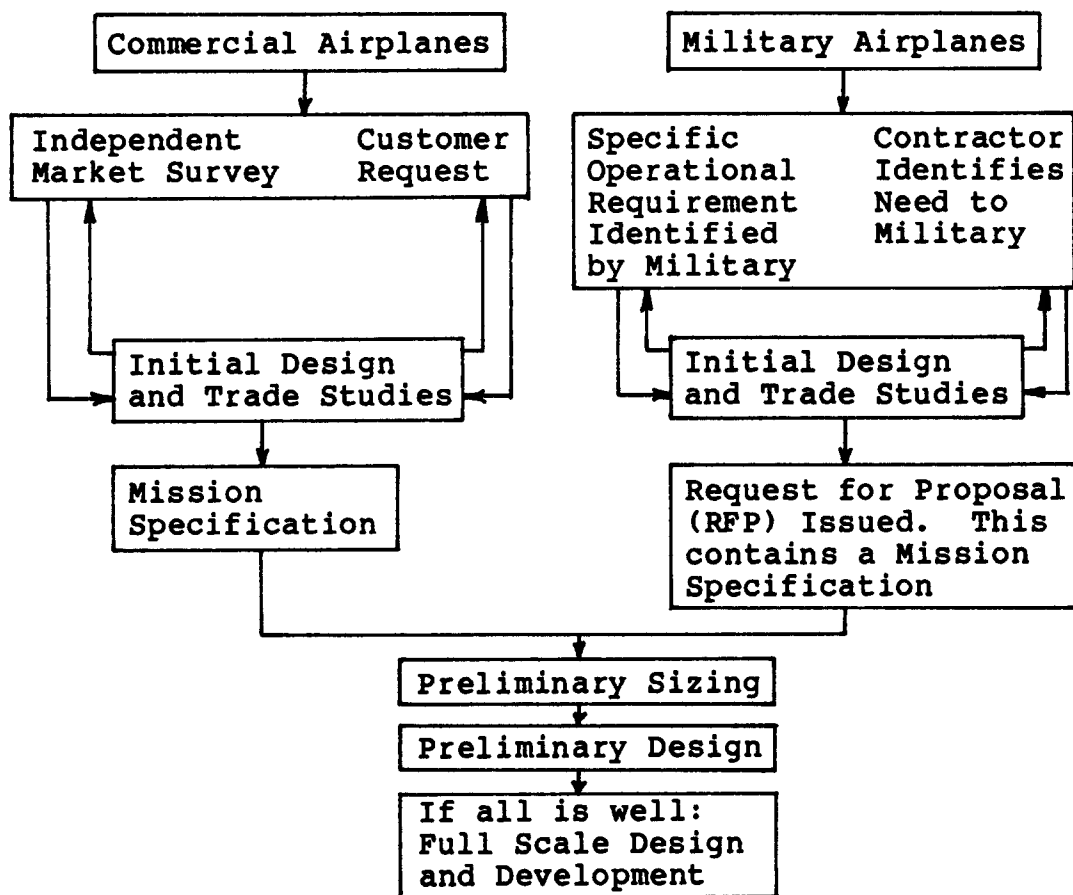 Commercial Airplanes
Military Airplanes
Independent
Market Survey
Customer
Request
Specific
Operational
Requirement
Identified
by Military
Contractor
Identifies
Need to
Military
Initial Design
and Trade Studies
Initial Design
and Trade Studies
Mission
Specification
Request for Proposal
(RFP) Issued. This
contains a Mission
Specification
Preliminary Sizing
Preliminary Design
If all is well:
Full Scale Design
and Development